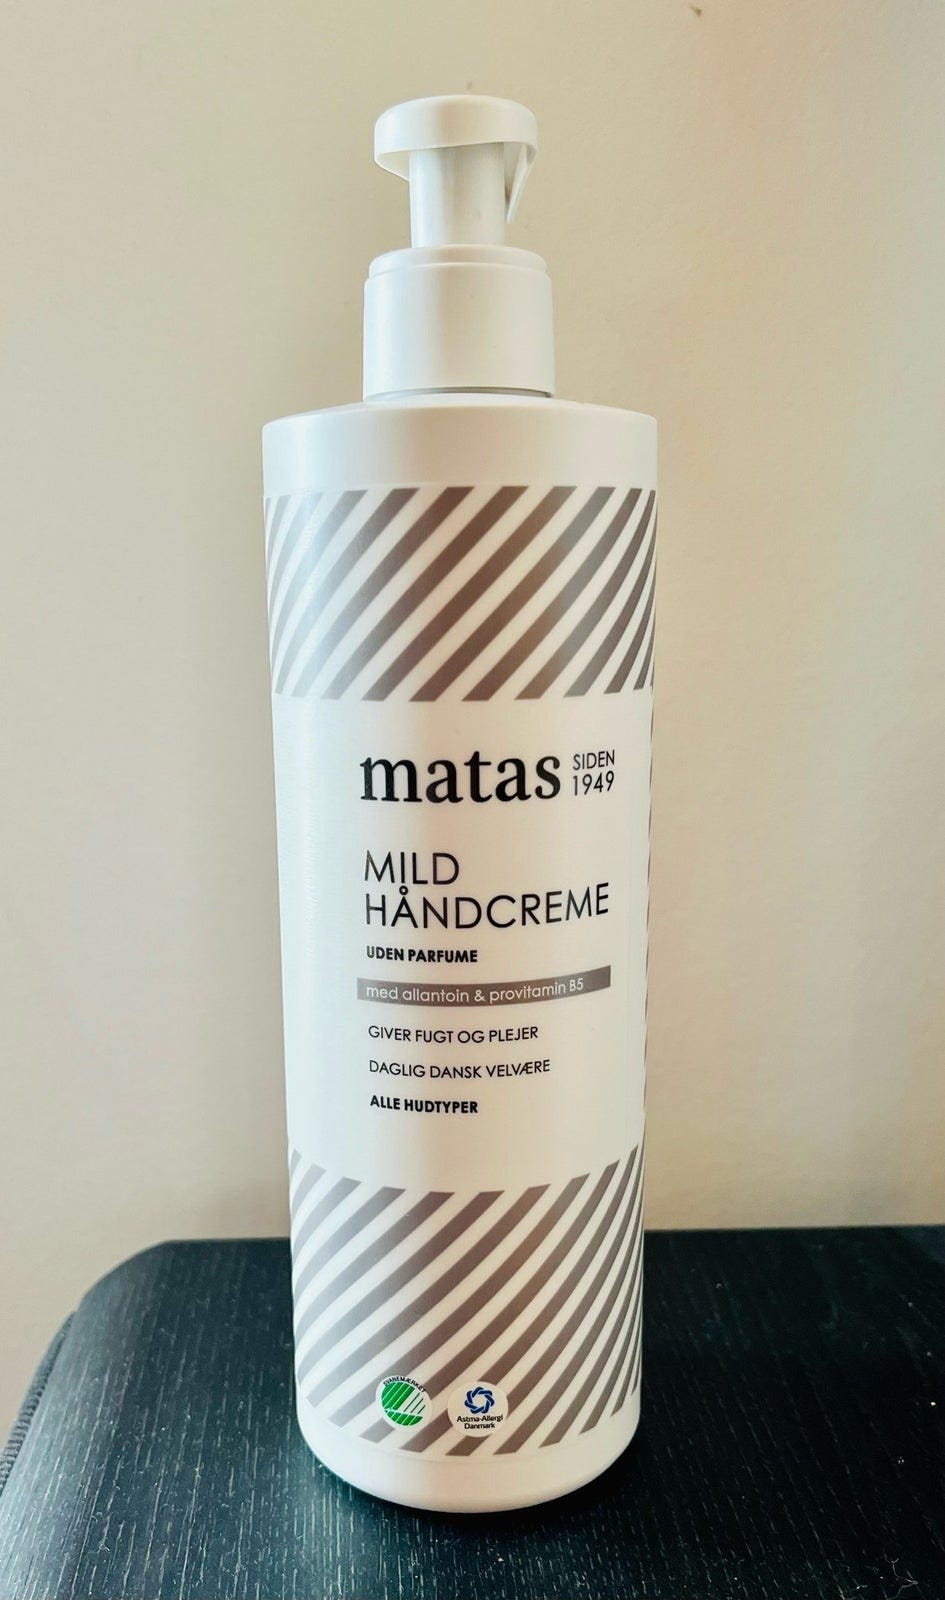 matas SIDEN
1949
MILD
HÅNDCREME
UDEN PARFUME
med allantoin & provitamin B5
GIVER FUGT OG PLEJER
DAGLIG DANSK VELVÆRE
ALLE HUDTYPER
SVANEMÆRKET
Astma-Allergi
Danmark